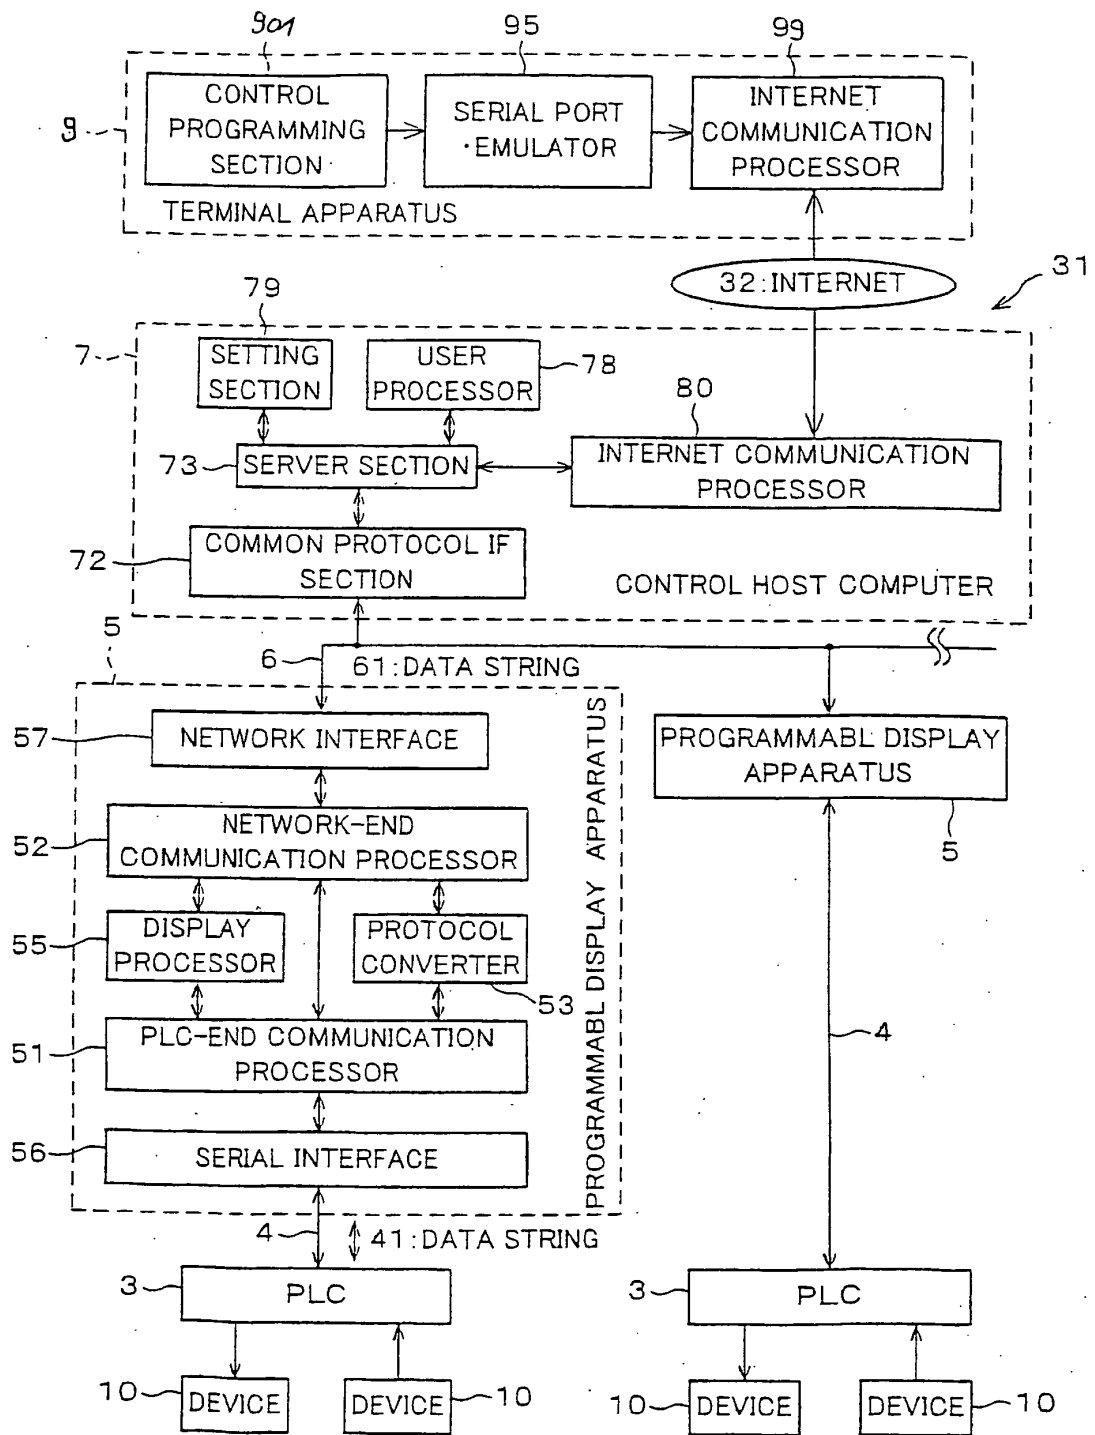 901
95
99
CONTROL
PROGRAMMING
SECTION
SERIAL PORT
·EMULATOR
INTERNET
COMMUNICATION
PROCESSOR
9
TERMINAL APPARATUS
32:INTERNET
31
79
7
SETTING
SECTION
USER
PROCESSOR
78
80
73
SERVER SECTION
INTERNET COMMUNICATION
PROCESSOR
72
COMMON PROTOCOL IF
SECTION
CONTROL HOST COMPUTER
5
6
61:DATA STRING
57
NETWORK INTERFACE
PROGRAMMABL DISPLAY
APPARATUS
5
52
NETWORK-END
COMMUNICATION PROCESSOR
55
DISPLAY
PROCESSOR
PROTOCOL
CONVERTER
53
PROGRAMMABL DISPLAY APPARATUS
51
PLC-END COMMUNICATION
PROCESSOR
4
56
SERIAL INTERFACE
4
41:DATA STRING
3
PLC
3
PLC
10
DEVICE
DEVICE
10
10
DEVICE
DEVICE
10